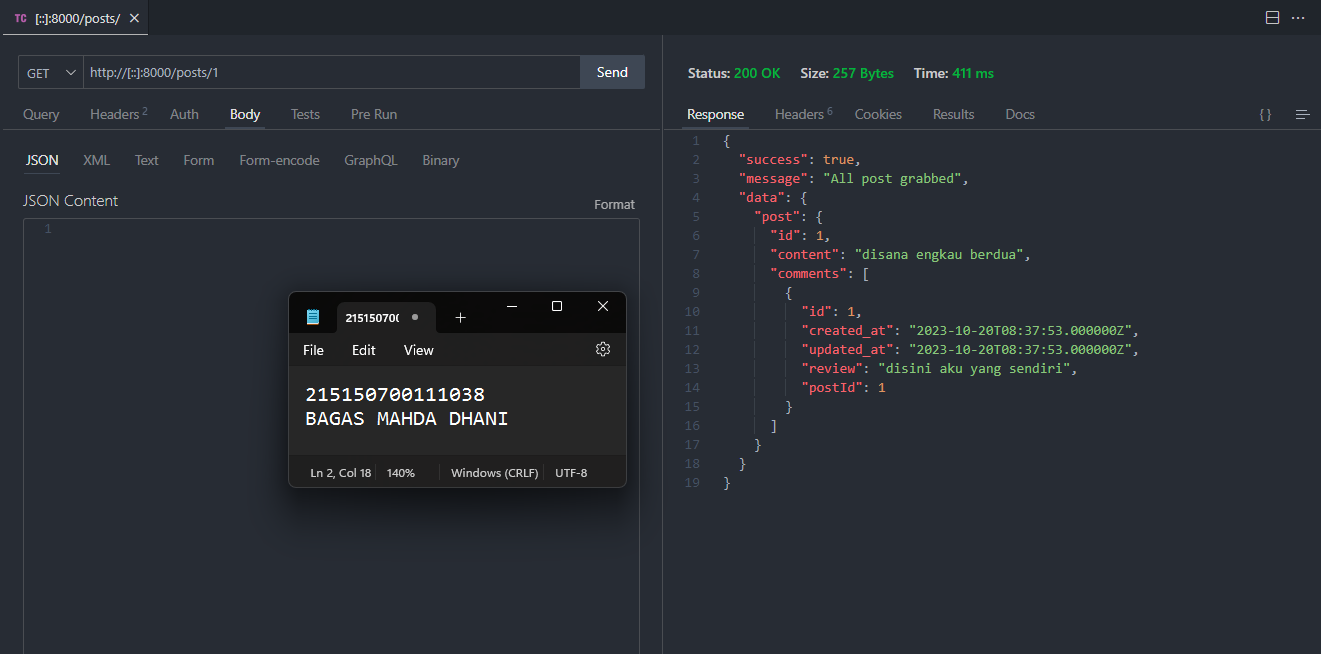 TC [::]:8000/posts/
GET http://[::]:8000/posts/1 Send
Query Headers 2 Auth Body Tests Pre Run
JSON XML Text Form Form-encode GraphQL Binary
JSON Content Format
1
215150700
File Edit View
215150700111038
BAGAS MAHDA DHANI
Ln 2, Col 18 140% Windows (CRLF) UTF-8
Status: 200 OK Size: 257 Bytes Time: 411 ms
Response Headers 6 Cookies Results Docs { }
1 {
2 "success": true,
3 "message": "All post grabbed",
4 "data": {
5 "post": {
6 "id": 1,
7 "content": "disana engkau berdua",
8 "comments": [
9 {
10 "id": 1,
11 "created_at": "2023-10-20T08:37:53.000000Z",
12 "updated_at": "2023-10-20T08:37:53.000000Z",
13 "review": "disini aku yang sendiri",
14 "postId": 1
15 }
16 ]
17 }
18 }
19 }